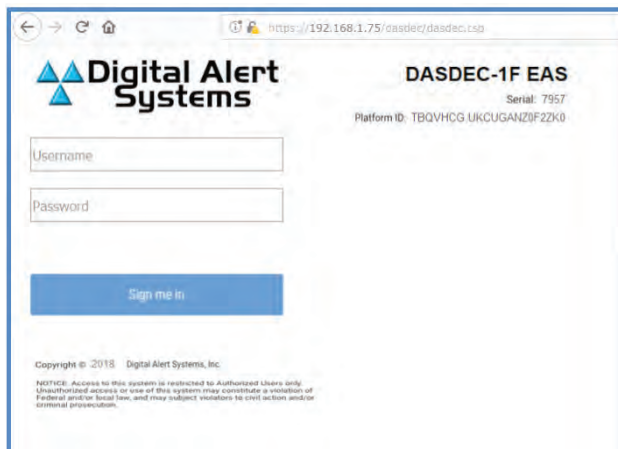 https://192.168.1.75/dasdec/dasdec.csp
Digital Alert
Systems
DASDEC-1F EAS
Serial: 7957
Platform ID: TBQVHCG.UKCUGANZ0F2ZK0
Username
Password
Sign me in
Copyright © 2018 Digital Alert Systems, Inc.
NOTICE: Access to this system is restricted to Authorized Users only.
Unauthorized access or use of this system may constitute a violation of
Federal and/or local law, and may subject violators to civil action and/or
criminal prosecution.